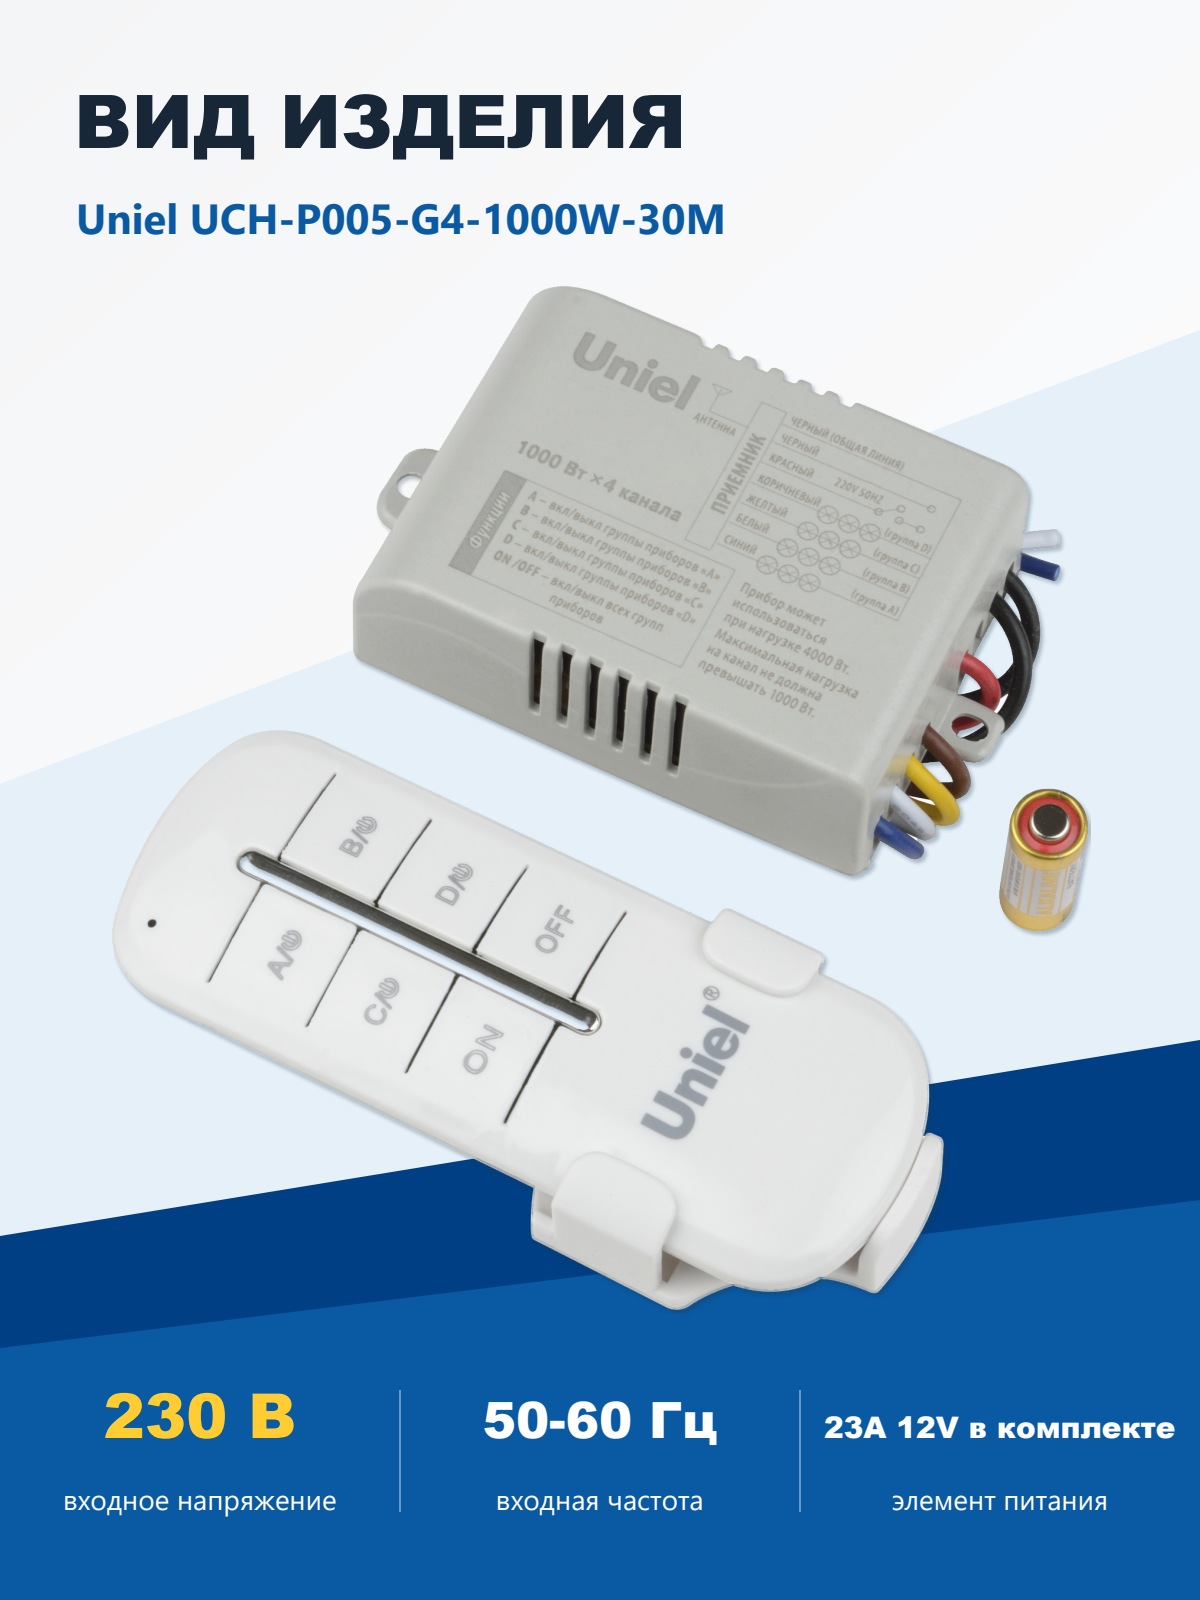 ВИД ИЗДЕЛИЯ
Uniel UCH-P005-G4-1000W-30M
Uniel
АНТЕННА
1000 Вт ×4 канала
Функции
A – вкл/выкл группы приборов «A»
B – вкл/выкл группы приборов «B»
C – вкл/выкл группы приборов «C»
D – вкл/выкл группы приборов «D»
ON /OFF – вкл/выкл всех групп
приборов
ПРИЕМНИК
ЧЕРНЫЙ (ОБЩАЯ ЛИНИЯ)
ЧЕРНЫЙ
КРАСНЫЙ 220V 50HZ
КОРИЧНЕВЫЙ (группа D)
ЖЕЛТЫЙ (группа C)
БЕЛЫЙ (группа B)
СИНИЙ (группа A)
Прибор может
использоваться
при нагрузке 4000 Вт.
Максимальная нагрузка
на канал не должна
превышать 1000 Вт.
B/
D/
OFF
A/
C/
ON
Uniel®
ALKALINE
230 В
входное напряжение
50-60 Гц
входная частота
23A 12V в комплекте
элемент питания